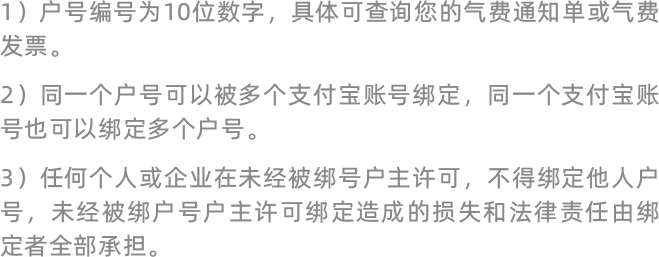 1）户号编号为10位数字，具体可查询您的气费通知单或气费
发票。
2）同一个户号可以被多个支付宝账号绑定，同一个支付宝账
号也可以绑定多个户号。
3）任何个人或企业在未经被绑号户主许可，不得绑定他人户
号，未经被绑户号户主许可绑定造成的损失和法律责任由绑
定者全部承担。